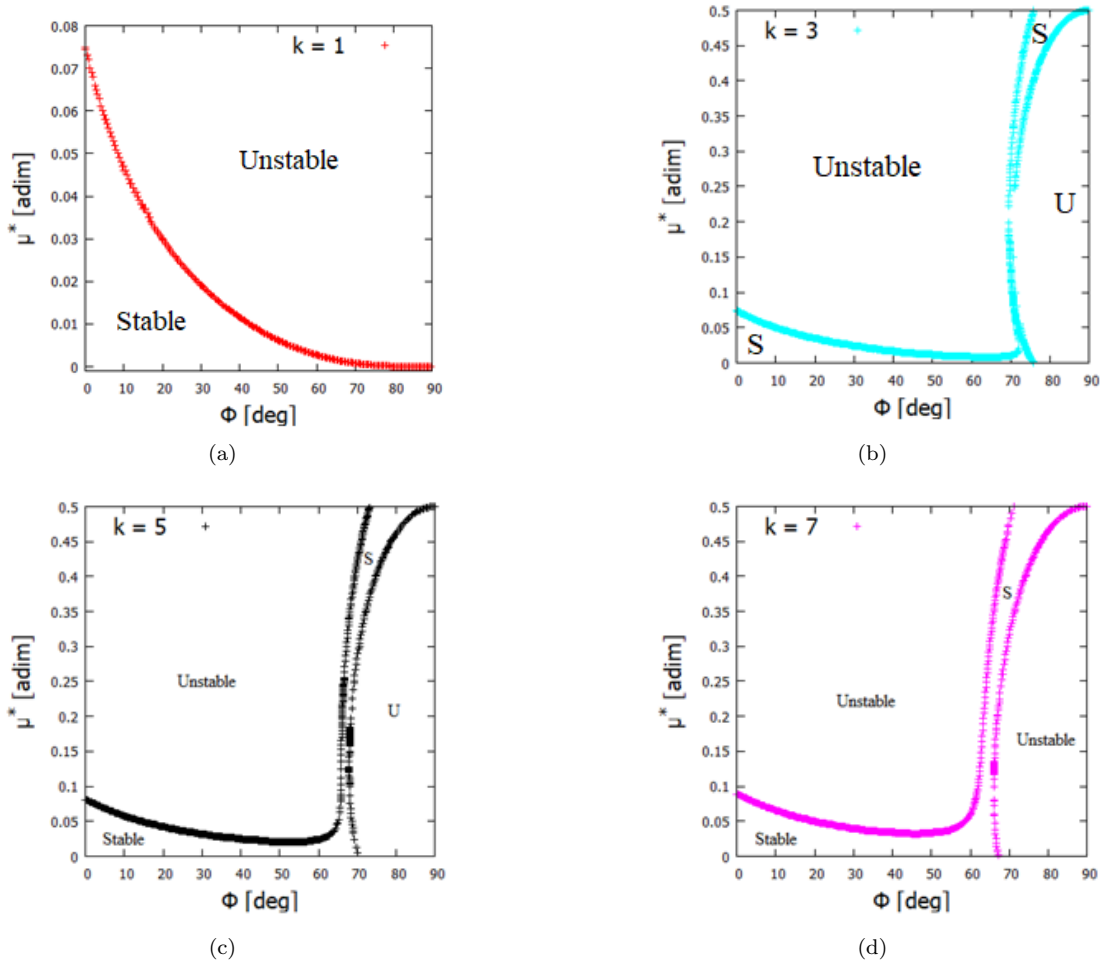 k = 1
0.08
0.07
0.06
0.05
0.04
0.03
0.02
0.01
0
μ* [adim]
Unstable
Stable
0 10 20 30 40 50 60 70 80 90
Φ [deg]
(a)
k = 3
0.5
0.45
0.4
0.35
0.3
0.25
0.2
0.15
0.1
0.05
0
μ* [adim]
S
Unstable
U
S
0 10 20 30 40 50 60 70 80 90
Φ [deg]
(b)
k = 5
0.5
0.45
0.4
0.35
0.3
0.25
0.2
0.15
0.1
0.05
0
μ* [adim]
S
Unstable
U
Stable
0 10 20 30 40 50 60 70 80 90
Φ [deg]
(c)
k = 7
0.5
0.45
0.4
0.35
0.3
0.25
0.2
0.15
0.1
0.05
0
μ* [adim]
S
Unstable
Unstable
Stable
0 10 20 30 40 50 60 70 80 90
Φ [deg]
(d)